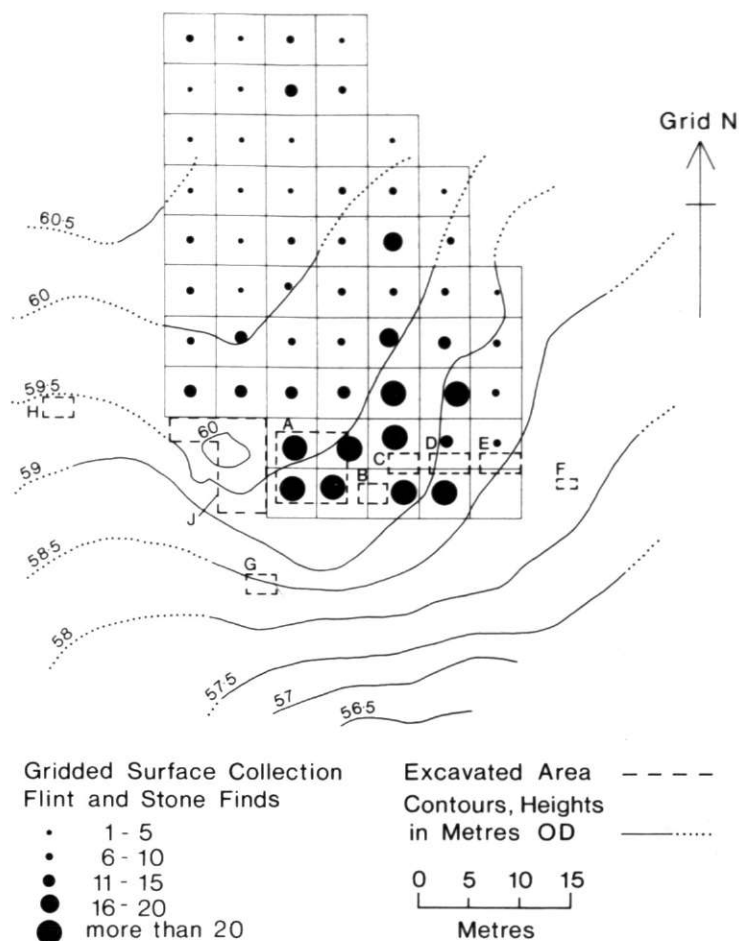 Grid N
60·5
60
59·5
H
59
58·5
58
57·5
57
56·5
60
J
A
B
C
D
E
F
G
Gridded Surface Collection
Flint and Stone Finds
1 - 5
6 - 10
11 - 15
16 - 20
more than 20
Excavated Area
Contours, Heights
in Metres OD
0 5 10 15
Metres